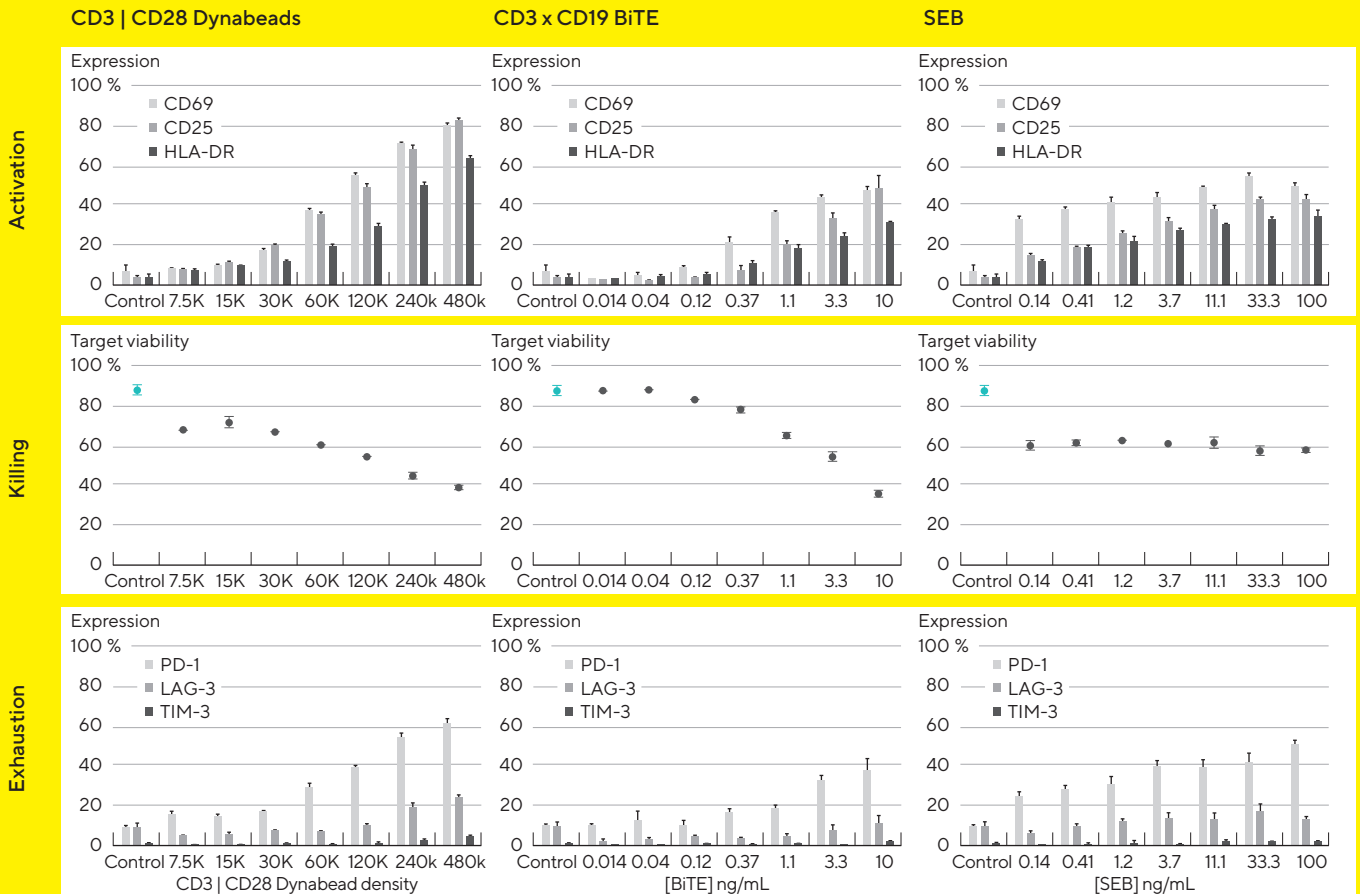 CD3 | CD28 Dynabeads
CD3 x CD19 BiTE
SEB
Activation
Expression
100 %
80
60
40
20
0
CD69
CD25
HLA-DR
Control 7.5K 15K 30K 60K 120K 240k 480k
Expression
100 %
80
60
40
20
0
CD69
CD25
HLA-DR
Control 0.014 0.04 0.12 0.37 1.1 3.3 10
Expression
100 %
80
60
40
20
0
CD69
CD25
HLA-DR
Control 0.14 0.41 1.2 3.7 11.1 33.3 100
Killing
Target viability
100 %
80
60
40
20
0
Control 7.5K 15K 30K 60K 120K 240k 480k
Target viability
100 %
80
60
40
20
0
Control 0.014 0.04 0.12 0.37 1.1 3.3 10
Target viability
100 %
80
60
40
20
0
Control 0.14 0.41 1.2 3.7 11.1 33.3 100
Exhaustion
Expression
100 %
80
60
40
20
0
PD-1
LAG-3
TIM-3
Control 7.5K 15K 30K 60K 120K 240k 480k
CD3 | CD28 Dynabead density
Expression
100 %
80
60
40
20
0
PD-1
LAG-3
TIM-3
Control 0.014 0.04 0.12 0.37 1.1 3.3 10
[BiTE] ng/mL
Expression
100 %
80
60
40
20
0
PD-1
LAG-3
TIM-3
Control 0.14 0.41 1.2 3.7 11.1 33.3 100
[SEB] ng/mL